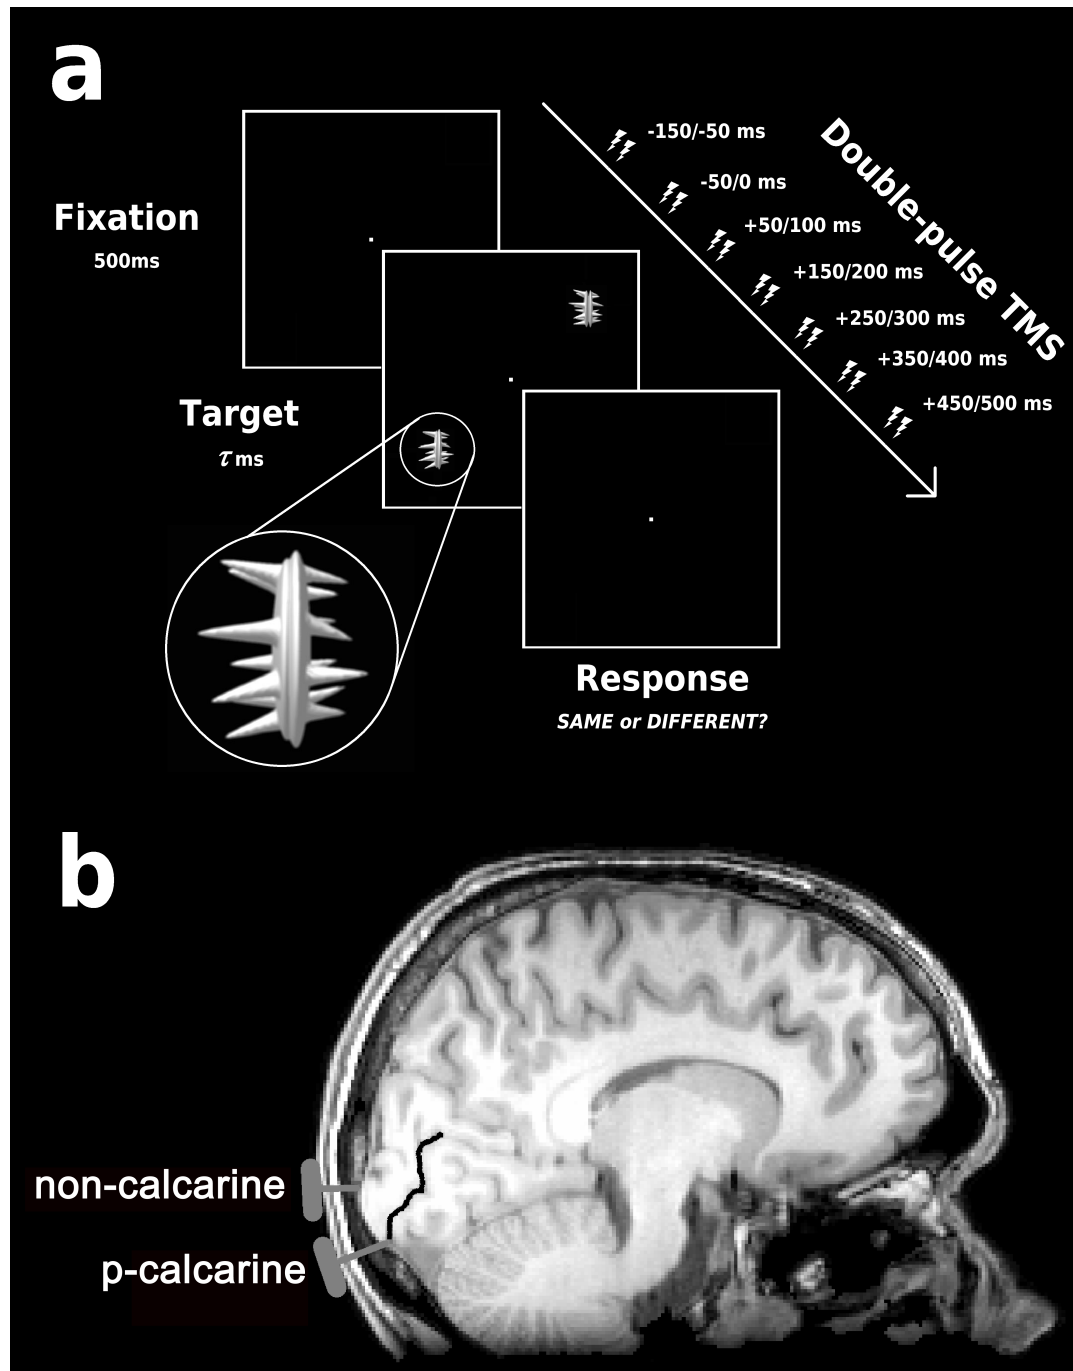 a
Fixation
500ms
Target
τ ms
Response
SAME or DIFFERENT?
-150/-50 ms
-50/0 ms
+50/100 ms
+150/200 ms
+250/300 ms
+350/400 ms
+450/500 ms
Double-pulse TMS
b
non-calcarine
p-calcarine